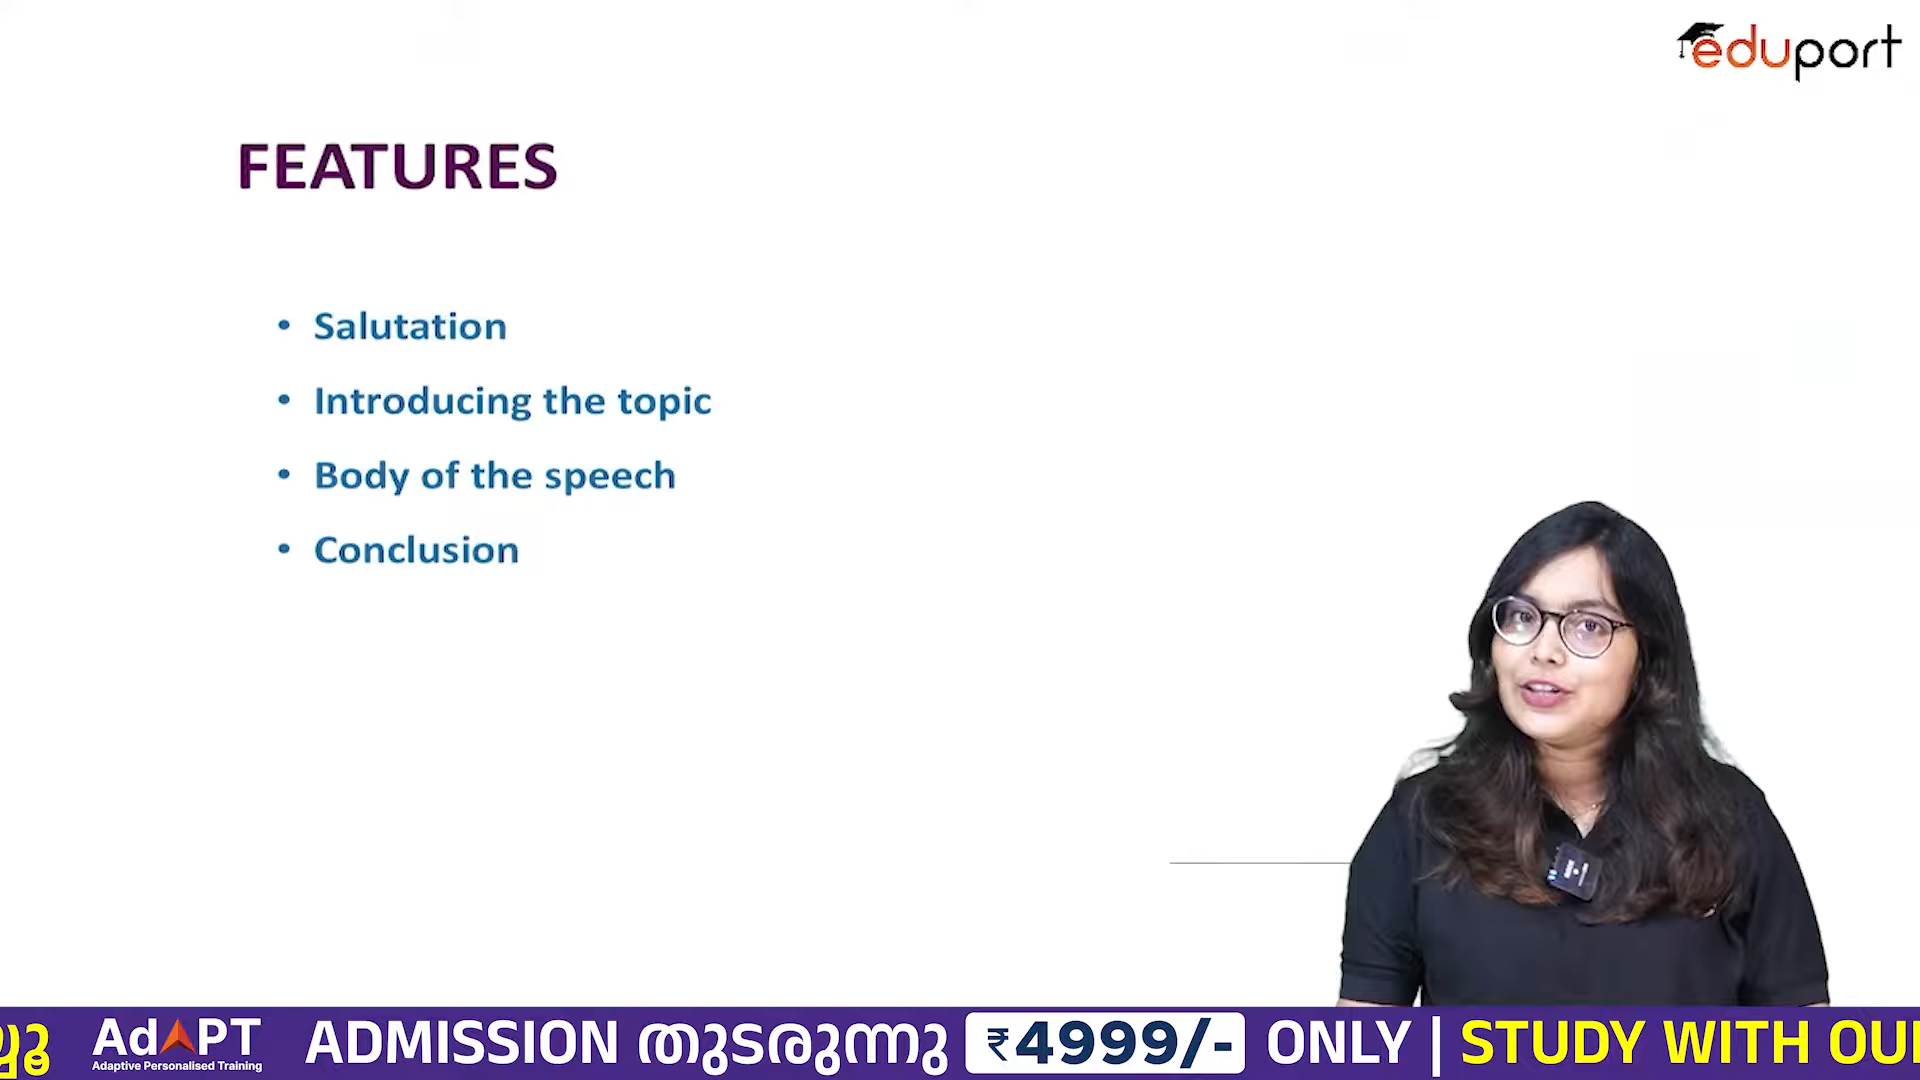 eduport
FEATURES
• Salutation
• Introducing the topic
• Body of the speech
• Conclusion
AdAPT ADMISSION തുടരുന്നു ₹4999/- ONLY | STUDY WITH OU
Adaptive Personalised Training